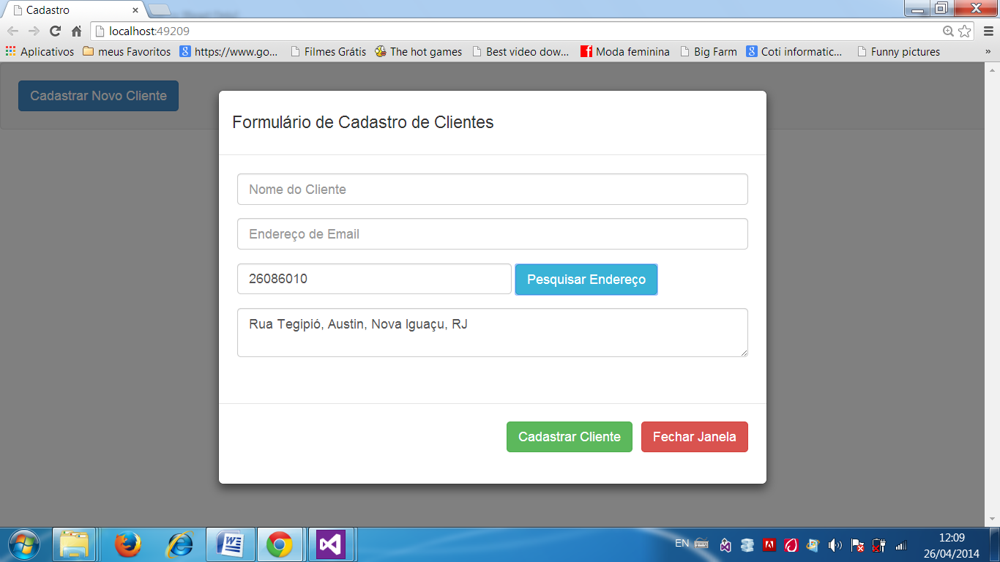 Cadastro
localhost:49209
Aplicativos meus Favoritos https://www.go... Filmes Grátis The hot games Best video dow... Moda feminina Big Farm Coti informatic... Funny pictures »
Cadastrar Novo Cliente
Formulário de Cadastro de Clientes
Nome do Cliente
Endereço de Email
26086010 Pesquisar Endereço
Rua Tegipió, Austin, Nova Iguaçu, RJ
Cadastrar Cliente Fechar Janela
EN 12:09
26/04/2014